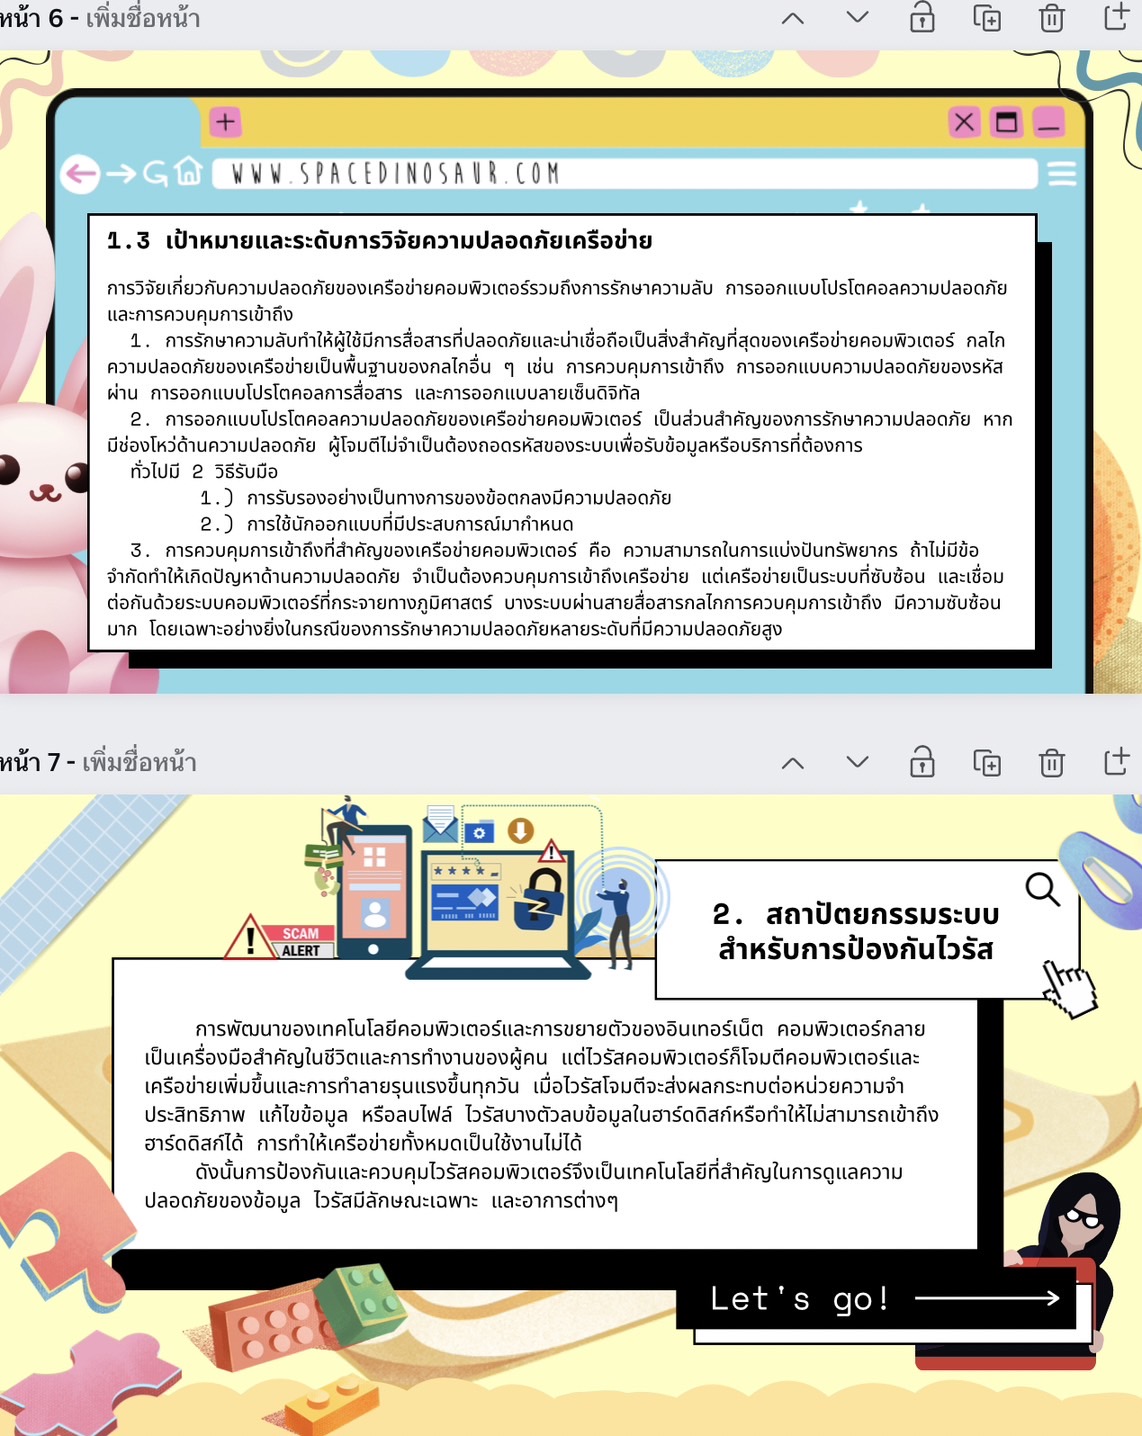 หน้า 6 - เพิ่มชื่อหน้า
WWW.SPACEDINOSAUR.COM
1.3 เป้าหมายและระดับการวิจัยความปลอดภัยเครือข่าย
การวิจัยเกี่ยวกับความปลอดภัยของเครือข่ายคอมพิวเตอร์รวมถึงการรักษาความลับ การออกแบบโปรโตคอลความปลอดภัย
และการควบคุมการเข้าถึง
1. การรักษาความลับทำให้ผู้ใช้มีการสื่อสารที่ปลอดภัยและน่าเชื่อถือเป็นสิ่งสำคัญที่สุดของเครือข่ายคอมพิวเตอร์ กลไก
ความปลอดภัยของเครือข่ายเป็นพื้นฐานของกลไกอื่น ๆ เช่น การควบคุมการเข้าถึง การออกแบบความปลอดภัยของรหัส
ผ่าน การออกแบบโปรโตคอลการสื่อสาร และการออกแบบลายเซ็นดิจิทัล
2. การออกแบบโปรโตคอลความปลอดภัยของเครือข่ายคอมพิวเตอร์ เป็นส่วนสำคัญของการรักษาความปลอดภัย หาก
มีช่องโหว่ด้านความปลอดภัย ผู้โจมตีไม่จำเป็นต้องถอดรหัสของระบบเพื่อรับข้อมูลหรือบริการที่ต้องการ
ทั่วไปมี 2 วิธีรับมือ
1.) การรับรองอย่างเป็นทางการของข้อตกลงมีความปลอดภัย
2.) การใช้นักออกแบบที่มีประสบการณ์มากำหนด
3. การควบคุมการเข้าถึงที่สำคัญของเครือข่ายคอมพิวเตอร์ คือ ความสามารถในการแบ่งปันทรัพยากร ถ้าไม่มีข้อ
จำกัดทำให้เกิดปัญหาด้านความปลอดภัย จำเป็นต้องควบคุมการเข้าถึงเครือข่าย แต่เครือข่ายเป็นระบบที่ซับซ้อน และเชื่อม
ต่อกันด้วยระบบคอมพิวเตอร์ที่กระจายทางภูมิศาสตร์ บางระบบผ่านสายสื่อสารกลไกการควบคุมการเข้าถึง มีความซับซ้อน
มาก โดยเฉพาะอย่างยิ่งในกรณีของการรักษาความปลอดภัยหลายระดับที่มีความปลอดภัยสูง
หน้า 7 - เพิ่มชื่อหน้า
SCAM
ALERT
2. สถาปัตยกรรมระบบ
สำหรับการป้องกันไวรัส
การพัฒนาของเทคโนโลยีคอมพิวเตอร์และการขยายตัวของอินเทอร์เน็ต คอมพิวเตอร์กลาย
เป็นเครื่องมือสำคัญในชีวิตและการทำงานของผู้คน แต่ไวรัสคอมพิวเตอร์ก็โจมตีคอมพิวเตอร์และ
เครือข่ายเพิ่มขึ้นและการทำลายรุนแรงขึ้นทุกวัน เมื่อไวรัสโจมตีจะส่งผลกระทบต่อหน่วยความจำ
ประสิทธิภาพ แก้ไขข้อมูล หรือลบไฟล์ ไวรัสบางตัวลบข้อมูลในฮาร์ดดิสก์หรือทำให้ไม่สามารถเข้าถึง
ฮาร์ดดิสก์ได้ การทำให้เครือข่ายทั้งหมดเป็นใช้งานไม่ได้
ดังนั้นการป้องกันและควบคุมไวรัสคอมพิวเตอร์จึงเป็นเทคโนโลยีที่สำคัญในการดูแลความ
ปลอดภัยของข้อมูล ไวรัสมีลักษณะเฉพาะ และอาการต่างๆ
Let's go!